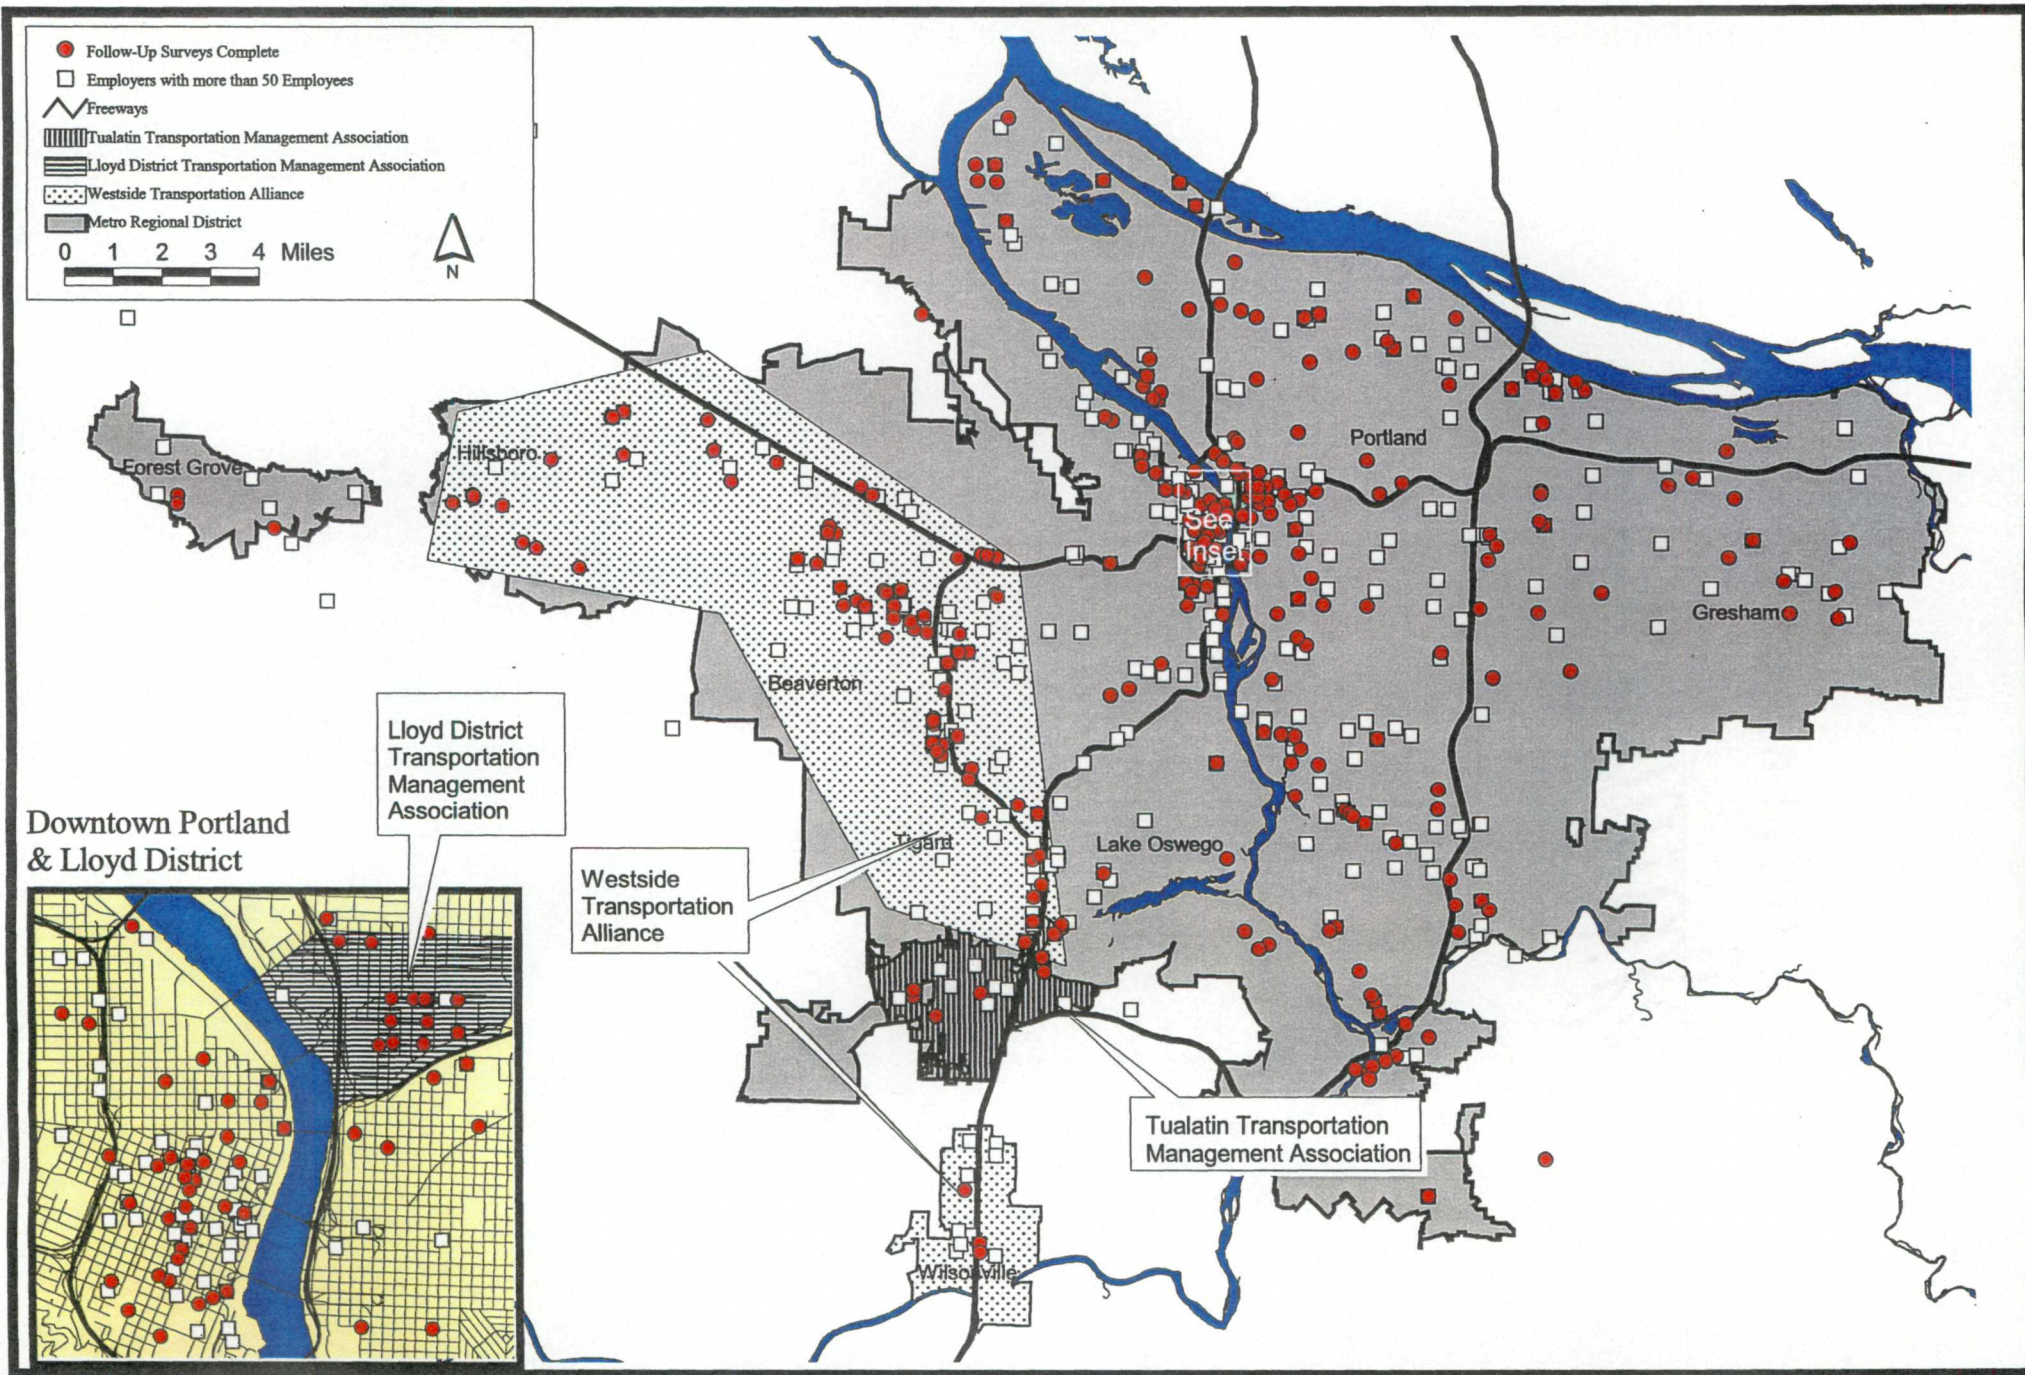 Follow-Up Surveys Complete
Employers with more than 50 Employees
Freeways
Tualatin Transportation Management Association
Lloyd District Transportation Management Association
Westside Transportation Alliance
Metro Regional District
0 1 2 3 4 Miles
N
Portland
Hillsboro
Forest Grove
See
Inset
Gresham
Beaverton
Lloyd District
Transportation
Management
Association
Downtown Portland
& Lloyd District
Tigard
Lake Oswego
Westside
Transportation
Alliance
Tualatin Transportation
Management Association
Wilsonville